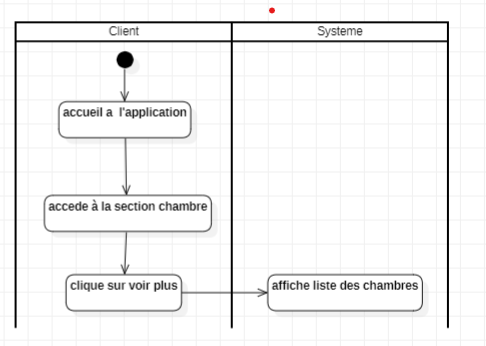 Client
Systeme
accueil a l'application
accede à la section chambre
clique sur voir plus
affiche liste des chambres